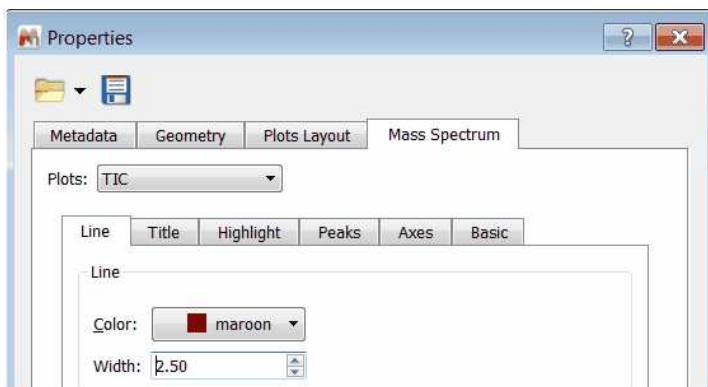 Properties
Metadata Geometry Plots Layout Mass Spectrum
Plots: TIC
Line Title Highlight Peaks Axes Basic
Line
Color: maroon
Width: 2.50